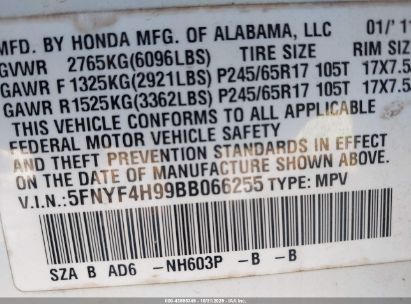 MFD. BY HONDA MFG. OF ALABAMA, LLC 01/'1
GVWR 2765KG(6096LBS) TIRE SIZE RIM SIZE
GAWR F 1325KG(2921LBS) P245/65R17 105T 17X7.5
GAWR R 1525KG(3362LBS) P245/65R17 105T 17X7.5
THIS VEHICLE CONFORMS TO ALL APPLICABLE
FEDERAL MOTOR VEHICLE SAFETY
AND THEFT PREVENTION STANDARDS IN EFFECT
ON THE DATE OF MANUFACTURE SHOWN ABOVE.
V.I.N.:5FNYF4H99BB066255 TYPE: MPV
SZA B AD6 -NH603P -B -B